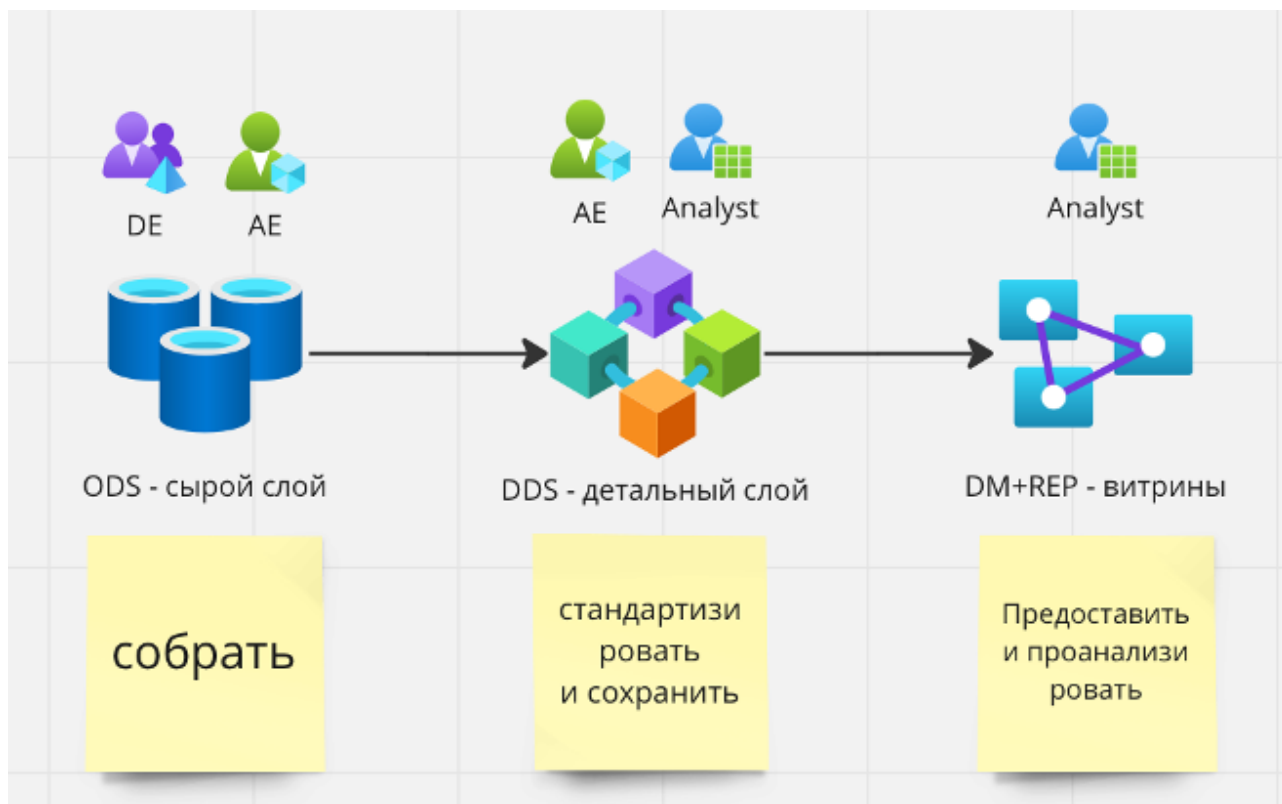 DE
AE
AE
Analyst
Analyst
ODS - сырой слой
DDS - детальный слой
DM+REP - витрины
собрать
стандартизи
ровать
и сохранить
Предоставить
и проанализи
ровать